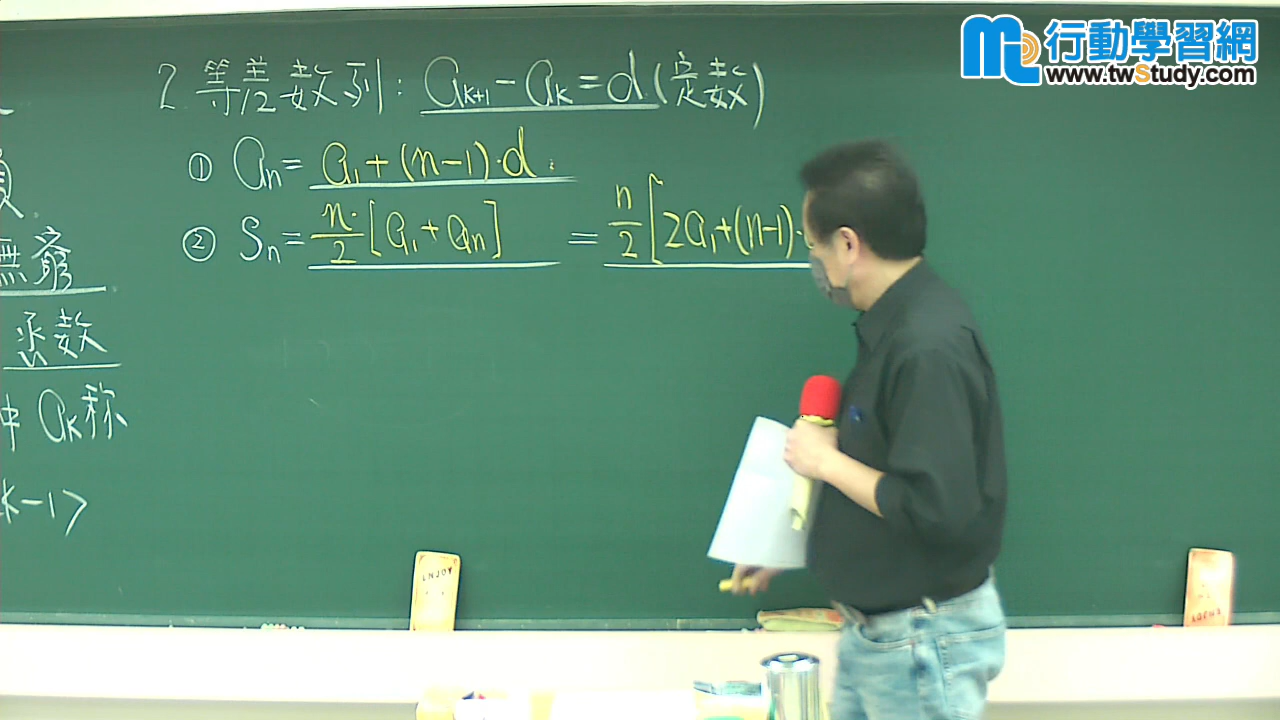 行動學習網
www.twStudy.com
2. 等差数列: aₖ₊₁ - aₖ = d (定数)
① aₙ = a₁ + (n-1)·d
② Sₙ = n/2 [a₁ + aₙ] = n/2 [2a₁ + (n-1)·
無窮
数
aₖ称
k-1>
ENJOY